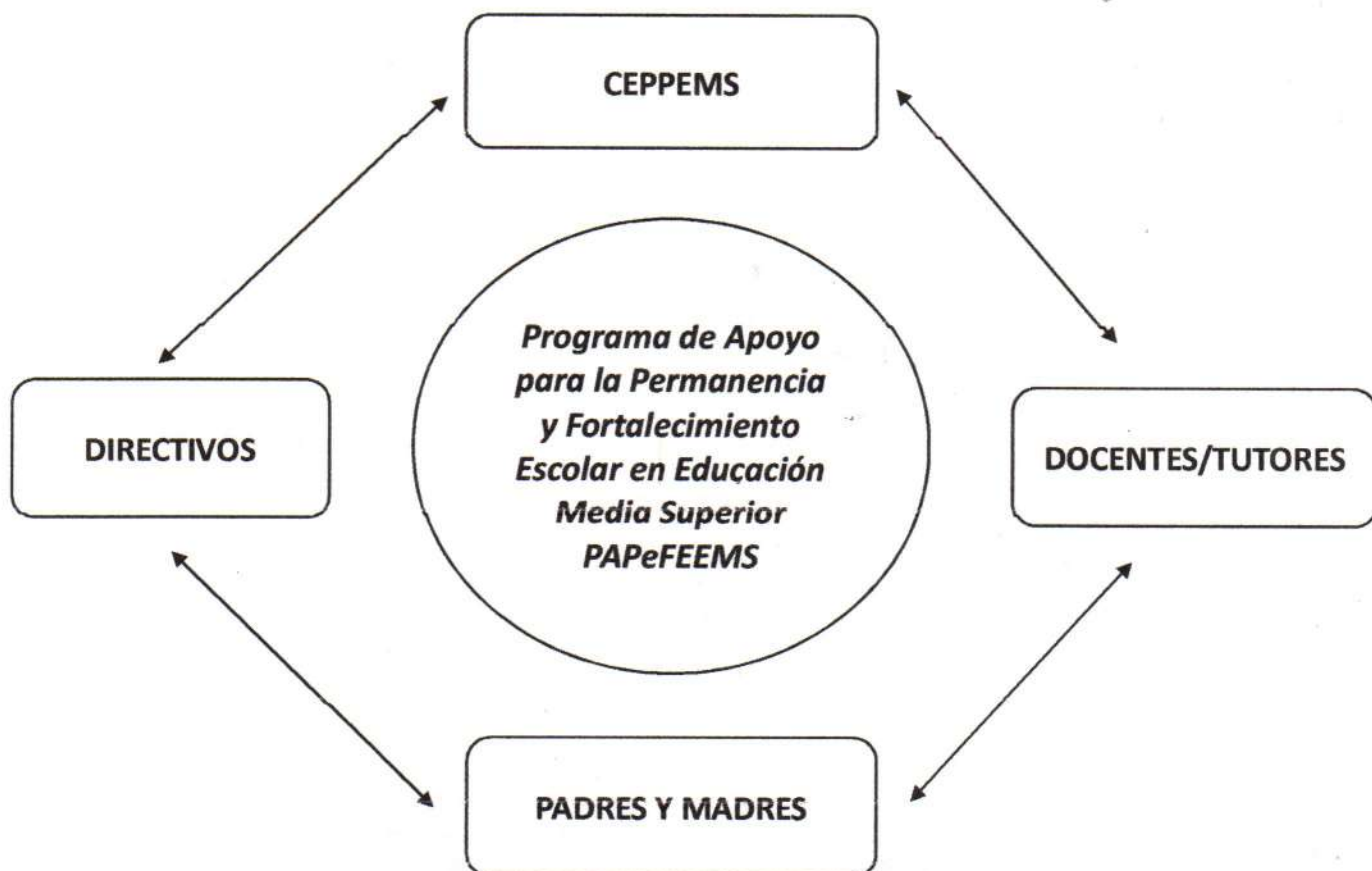 CEPPEMS
Programa de Apoyo
para la Permanencia
y Fortalecimiento
Escolar en Educación
Media Superior
PAPeFEEMS
DIRECTIVOS
DOCENTES/TUTORES
PADRES Y MADRES